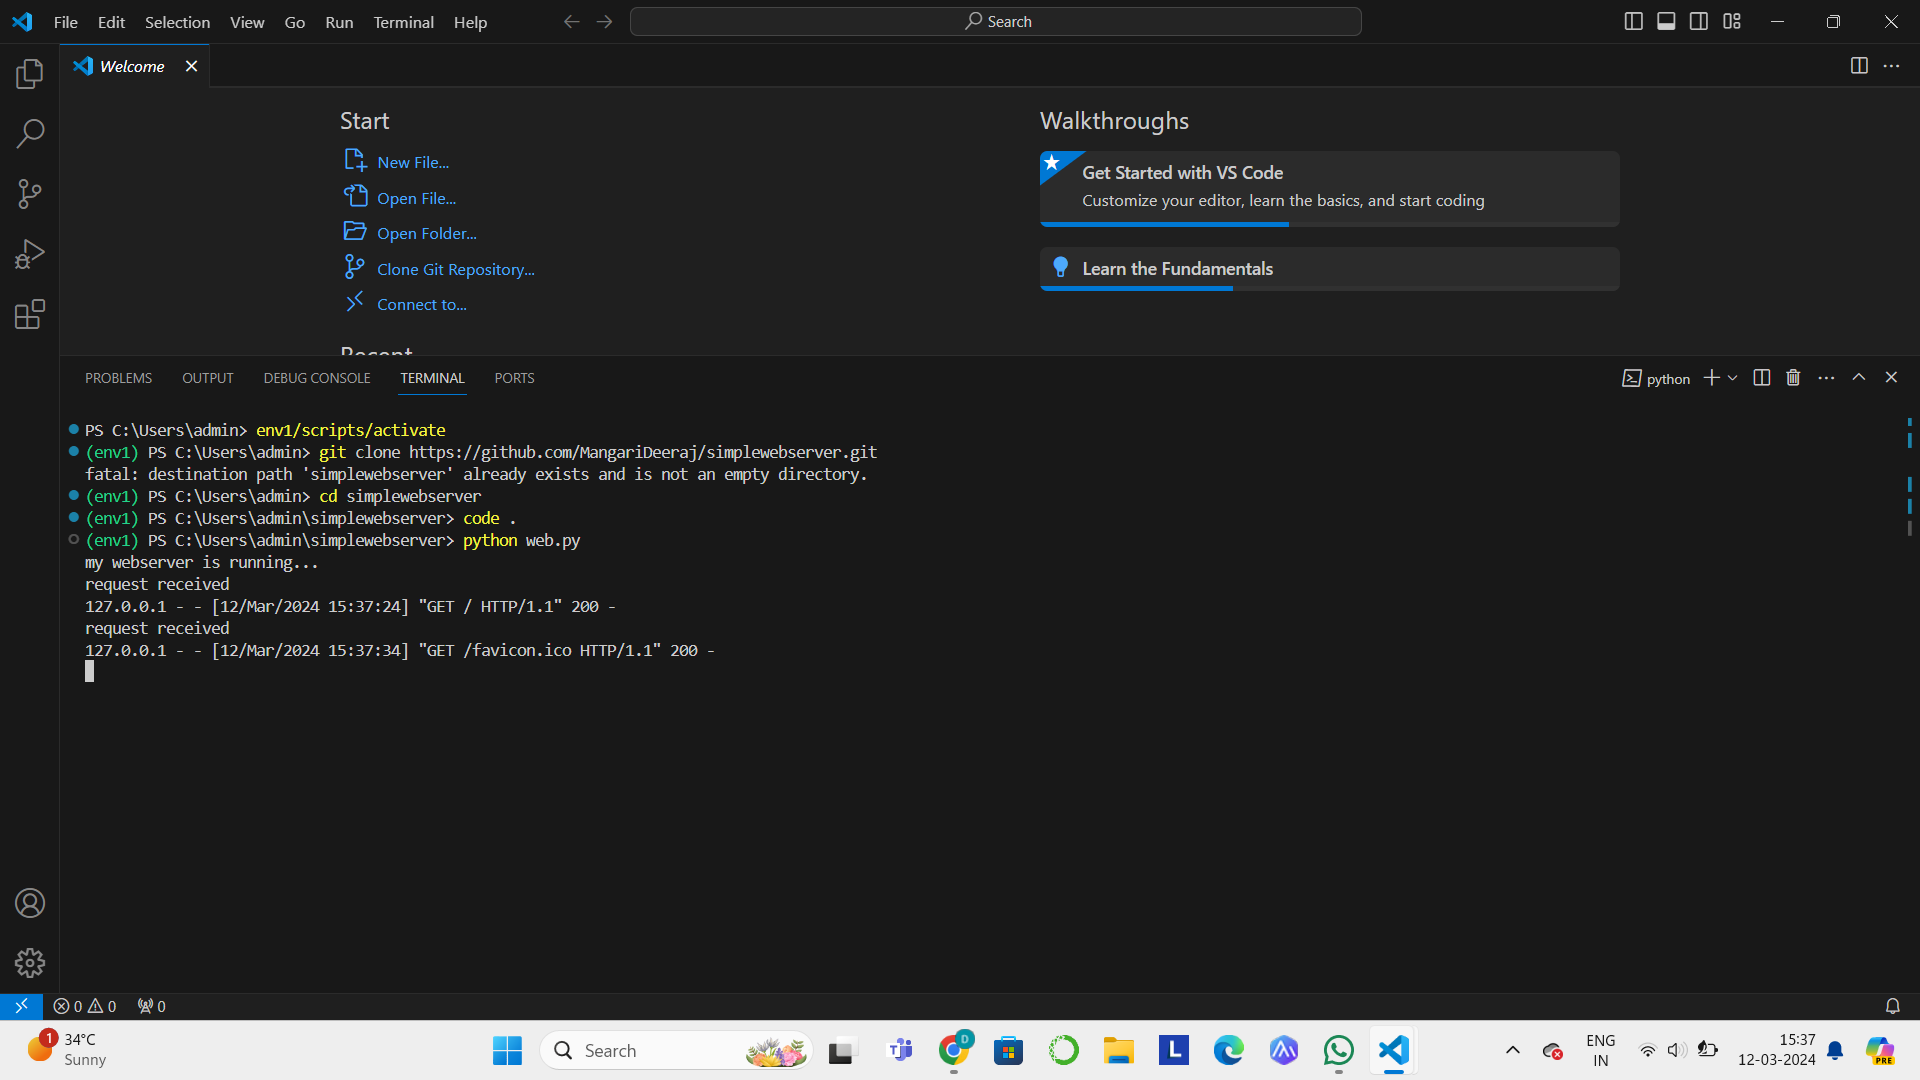 File Edit Selection View Go Run Terminal Help
Search
Welcome
Start
New File...
Open File...
Open Folder...
Clone Git Repository...
Connect to...
Recent
Walkthroughs
Get Started with VS Code
Customize your editor, learn the basics, and start coding
Learn the Fundamentals
PROBLEMS OUTPUT DEBUG CONSOLE TERMINAL PORTS
python
PS C:\Users\admin> env1/scripts/activate
(env1) PS C:\Users\admin> git clone https://github.com/MangariDeeraj/simplewebserver.git
fatal: destination path 'simplewebserver' already exists and is not an empty directory.
(env1) PS C:\Users\admin> cd simplewebserver
(env1) PS C:\Users\admin\simplewebserver> code .
(env1) PS C:\Users\admin\simplewebserver> python web.py
my webserver is running...
request received
127.0.0.1 - - [12/Mar/2024 15:37:24] "GET / HTTP/1.1" 200 -
request received
127.0.0.1 - - [12/Mar/2024 15:37:34] "GET /favicon.ico HTTP/1.1" 200 -
0 0 0
1
34°C
Sunny
Search
D
L
ENG
IN
15:37
12-03-2024
PRE